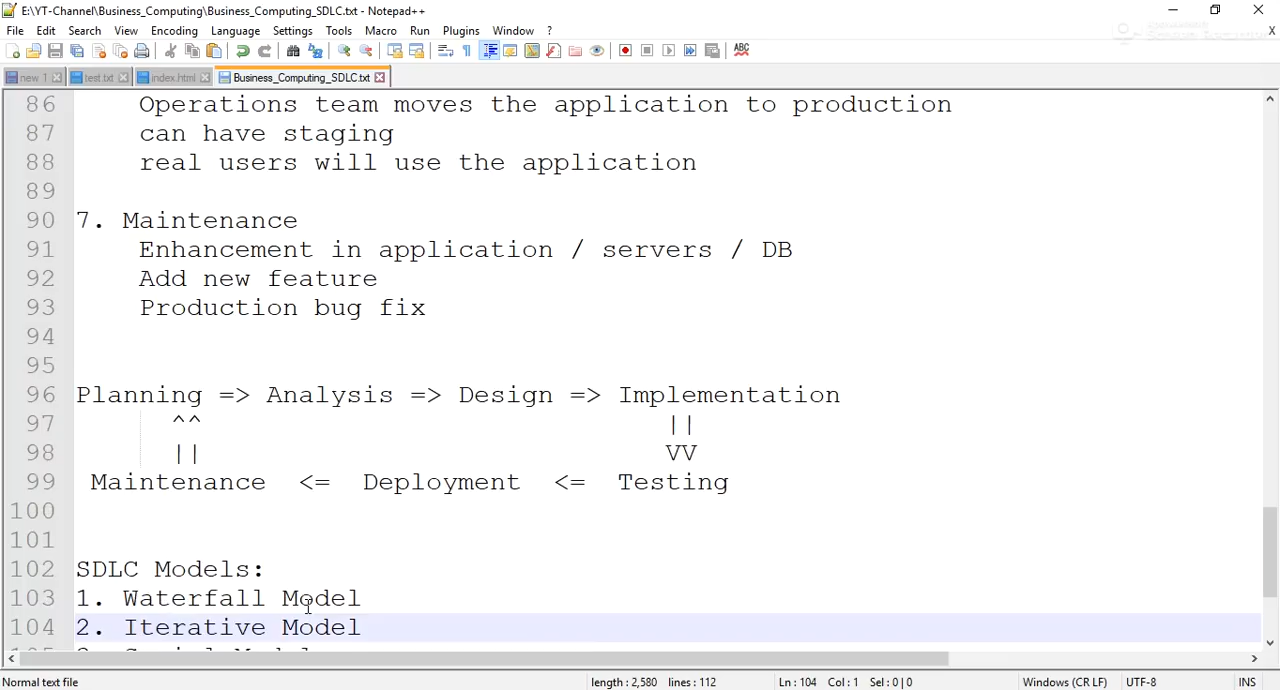 E:\YT-Channel\Business_Computing\Business_Computing_SDLC.txt - Notepad++
File Edit Search View Encoding Language Settings Tools Macro Run Plugins Window ?
X
new 1 test.txt index.html Business_Computing_SDLC.txt
86 Operations team moves the application to production
87 can have staging
88 real users will use the application
89
90 7. Maintenance
91 Enhancement in application / servers / DB
92 Add new feature
93 Production bug fix
94
95
96 Planning => Analysis => Design => Implementation
97 ^^ ||
98 || VV
99 Maintenance <= Deployment <= Testing
100
101
102 SDLC Models:
103 1. Waterfall Model
104 2. Iterative Model
Normal text file length : 2,580 lines : 112 Ln : 104 Col : 1 Sel : 0 | 0 Windows (CR LF) UTF-8 INS